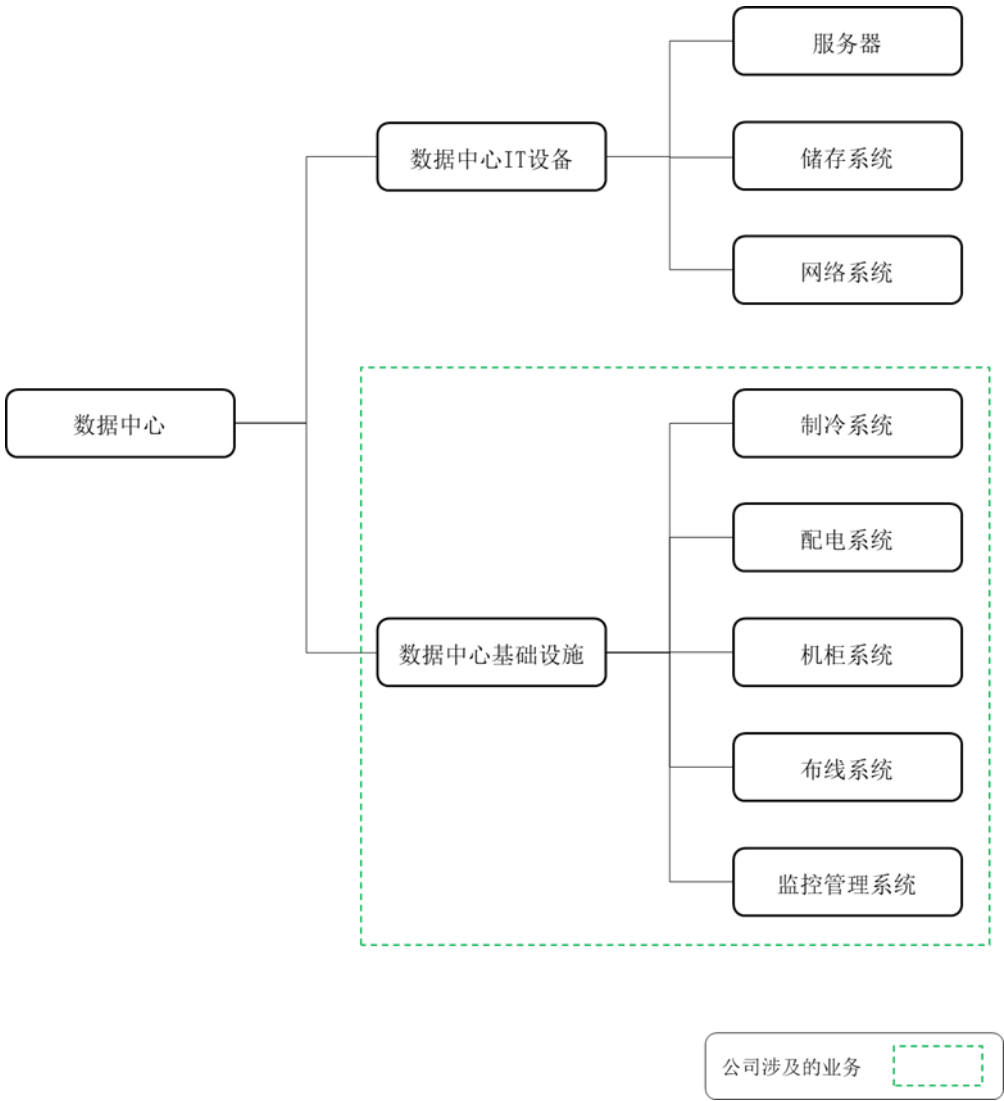 服务器
数据中心IT设备
储存系统
网络系统
数据中心
制冷系统
配电系统
数据中心基础设施
机柜系统
布线系统
监控管理系统
公司涉及的业务